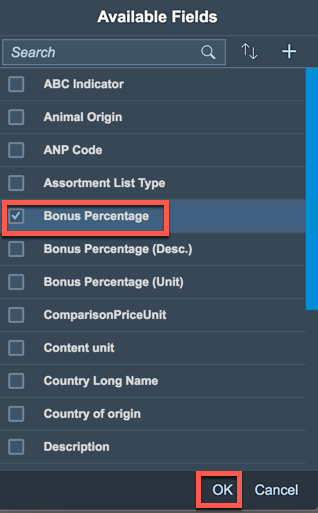 Available Fields
Search
ABC Indicator
Animal Origin
ANP Code
Assortment List Type
Bonus Percentage
Bonus Percentage (Desc.)
Bonus Percentage (Unit)
ComparisonPriceUnit
Content unit
Country Long Name
Country of origin
Description
OK Cancel